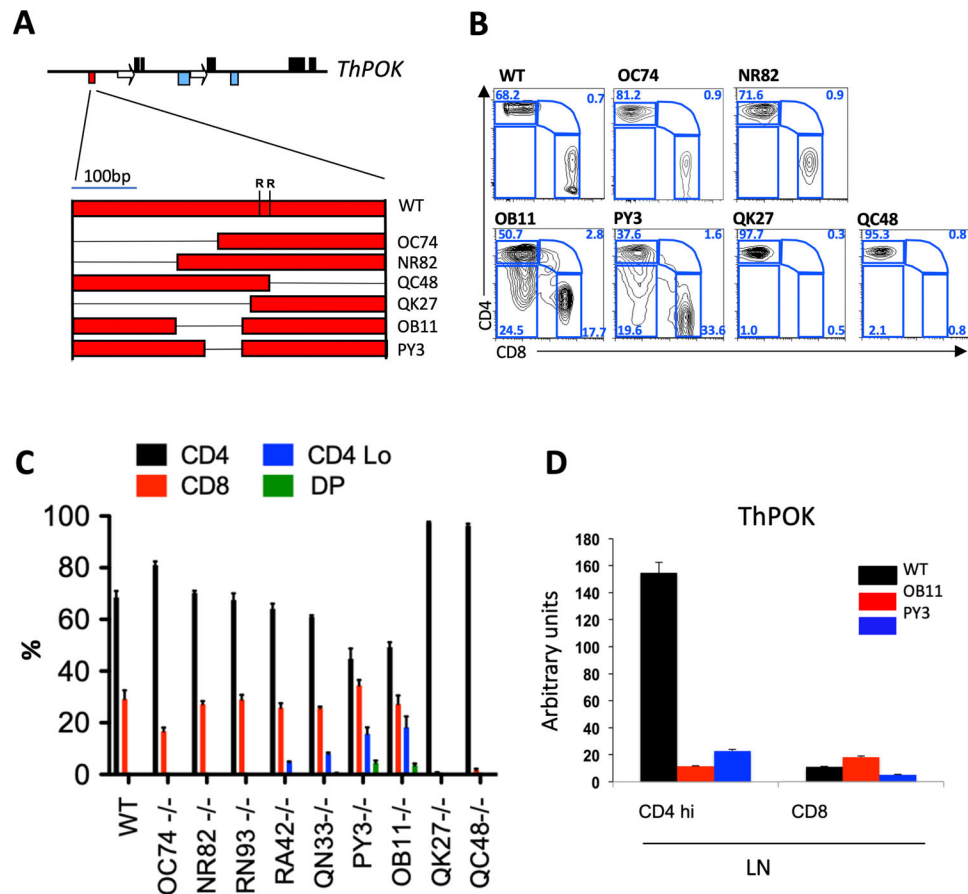 A
ThPOK
100bp
R R
WT
OC74
NR82
QC48
QK27
OB11
PY3
B
WT
OC74
NR82
68.2
0.7
81.2
0.9
71.6
0.9
OB11
PY3
QK27
QC48
50.7
2.8
37.6
1.6
97.7
0.3
95.3
0.8
24.5
17.7
19.6
33.6
1.0
0.5
2.1
0.8
CD4
CD8
C
CD4
CD4 Lo
CD8
DP
100
80
60
40
20
0
%
WT
OC74 -/-
NR82 -/-
RN93 -/-
RA42-/-
QN33-/-
PY3-/-
OB11-/-
QK27-/-
QC48-/-
D
ThPOK
180
160
140
120
100
80
60
40
20
0
Arbitrary units
WT
OB11
PY3
CD4 hi
CD8
LN